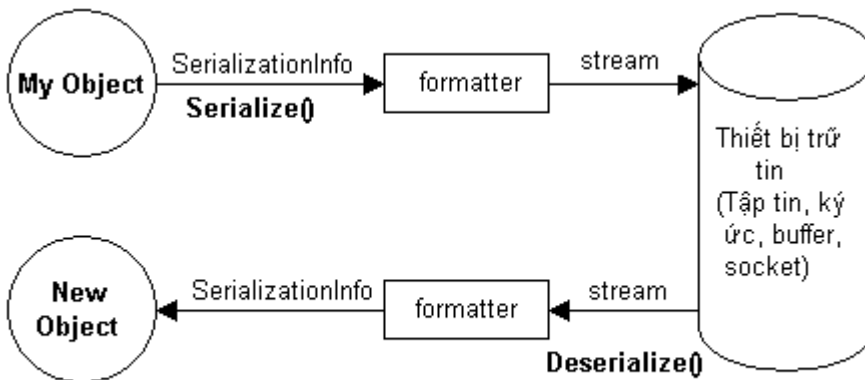 My Object
SerializationInfo
Serialize()
formatter
stream
Thiết bị trữ
tin
(Tập tin, ký
ức, buffer,
socket)
New
Object
SerializationInfo
formatter
stream
Deserialize()